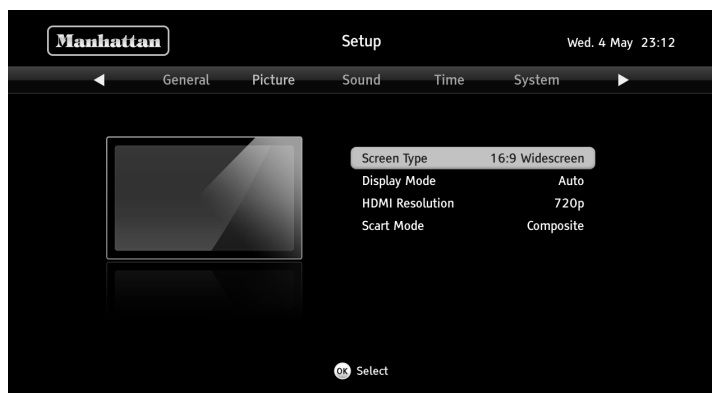 Manhattan Setup Wed. 4 May 23:12
General Picture Sound Time System
Screen Type 16:9 Widescreen
Display Mode Auto
HDMI Resolution 720p
Scart Mode Composite
OK Select